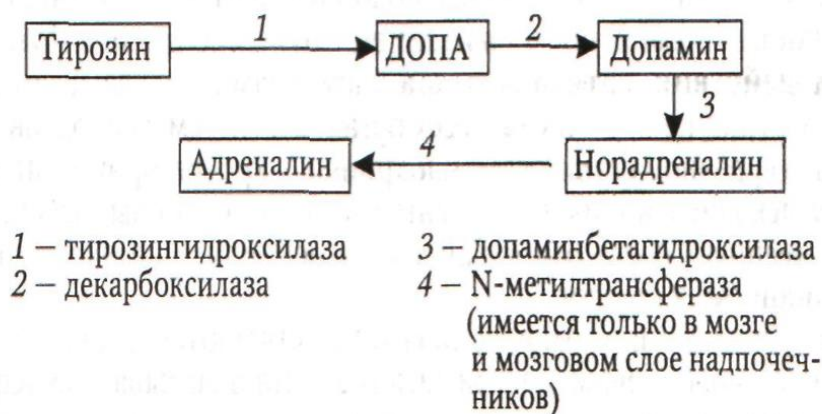 1
2
Тирозин
ДОПА
Допамин
3
4
Адреналин
Норадреналин
1 — тирозингидроксилаза
2 — декарбоксилаза
3 — допаминбетагидроксилаза
4 — N-метилтрансфераза
(имеется только в мозге
и мозговом слое надпочеч-
ников)